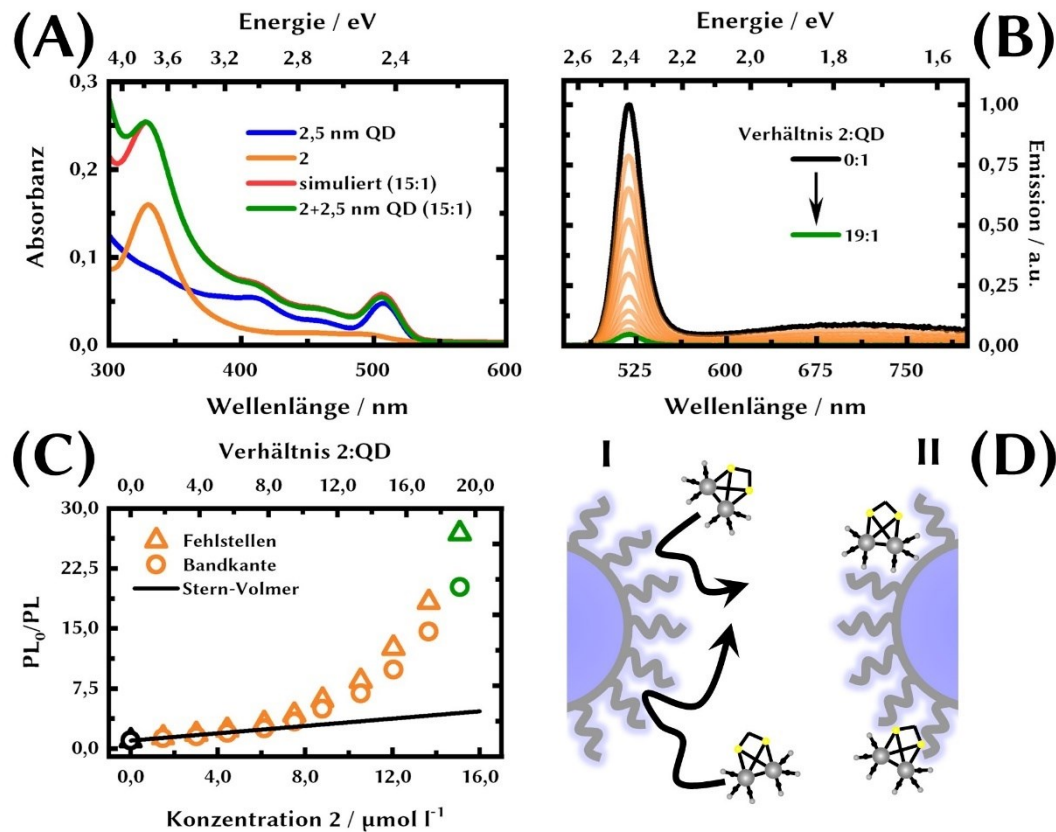 (A)
Energie / eV
4,0 3,6 3,2 2,8 2,4
0,3
0,2
0,1
0,0
Absorbanz
2,5 nm QD
2
simuliert (15:1)
2+2,5 nm QD (15:1)
300 400 500 600
Wellenlänge / nm
(B)
Energie / eV
2,6 2,4 2,2 2,0 1,8 1,6
1,00
0,75
0,50
0,25
0,00
Emission / a.u.
Verhältnis 2:QD
0:1
19:1
525 600 675 750
Wellenlänge / nm
(C)
Verhältnis 2:QD
0,0 5,0 10,0 15,0 20,0
30,0
22,5
15,0
7,5
0,0
PL₀/PL
Fehlstellen
Bandkante
Stern-Volmer
0,0 4,0 8,0 12,0 16,0
Konzentration 2 / µmol l⁻¹
(D)
I II